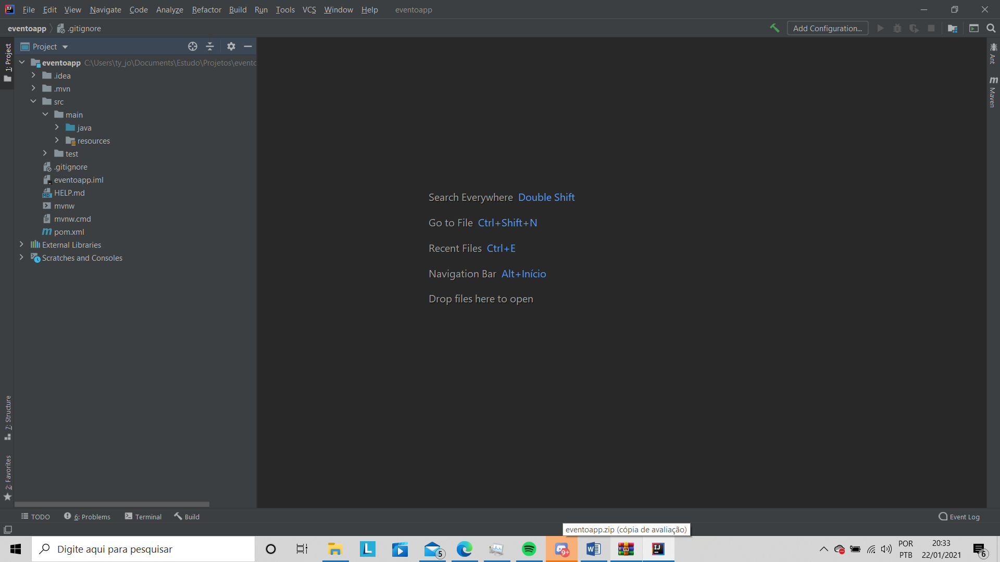 File Edit View Navigate Code Analyze Refactor Build Run Tools VCS Window Help eventoapp
eventoapp .gitignore
Add Configuration...
1: Project
Project
eventoapp C:\Users\ty_jo\Documents\Estudo\Projetos\evento
.idea
.mvn
src
main
java
resources
test
.gitignore
eventoapp.iml
HELP.md
mvnw
mvnw.cmd
pom.xml
External Libraries
Scratches and Consoles
7: Structure
2: Favorites
Search Everywhere Double Shift
Go to File Ctrl+Shift+N
Recent Files Ctrl+E
Navigation Bar Alt+Início
Drop files here to open
Ant
m Maven
TODO 6: Problems Terminal Build
Event Log
eventoapp.zip (cópia de avaliação)
Digite aqui para pesquisar
5
9+
POR
PTB
20:33
22/01/2021
6